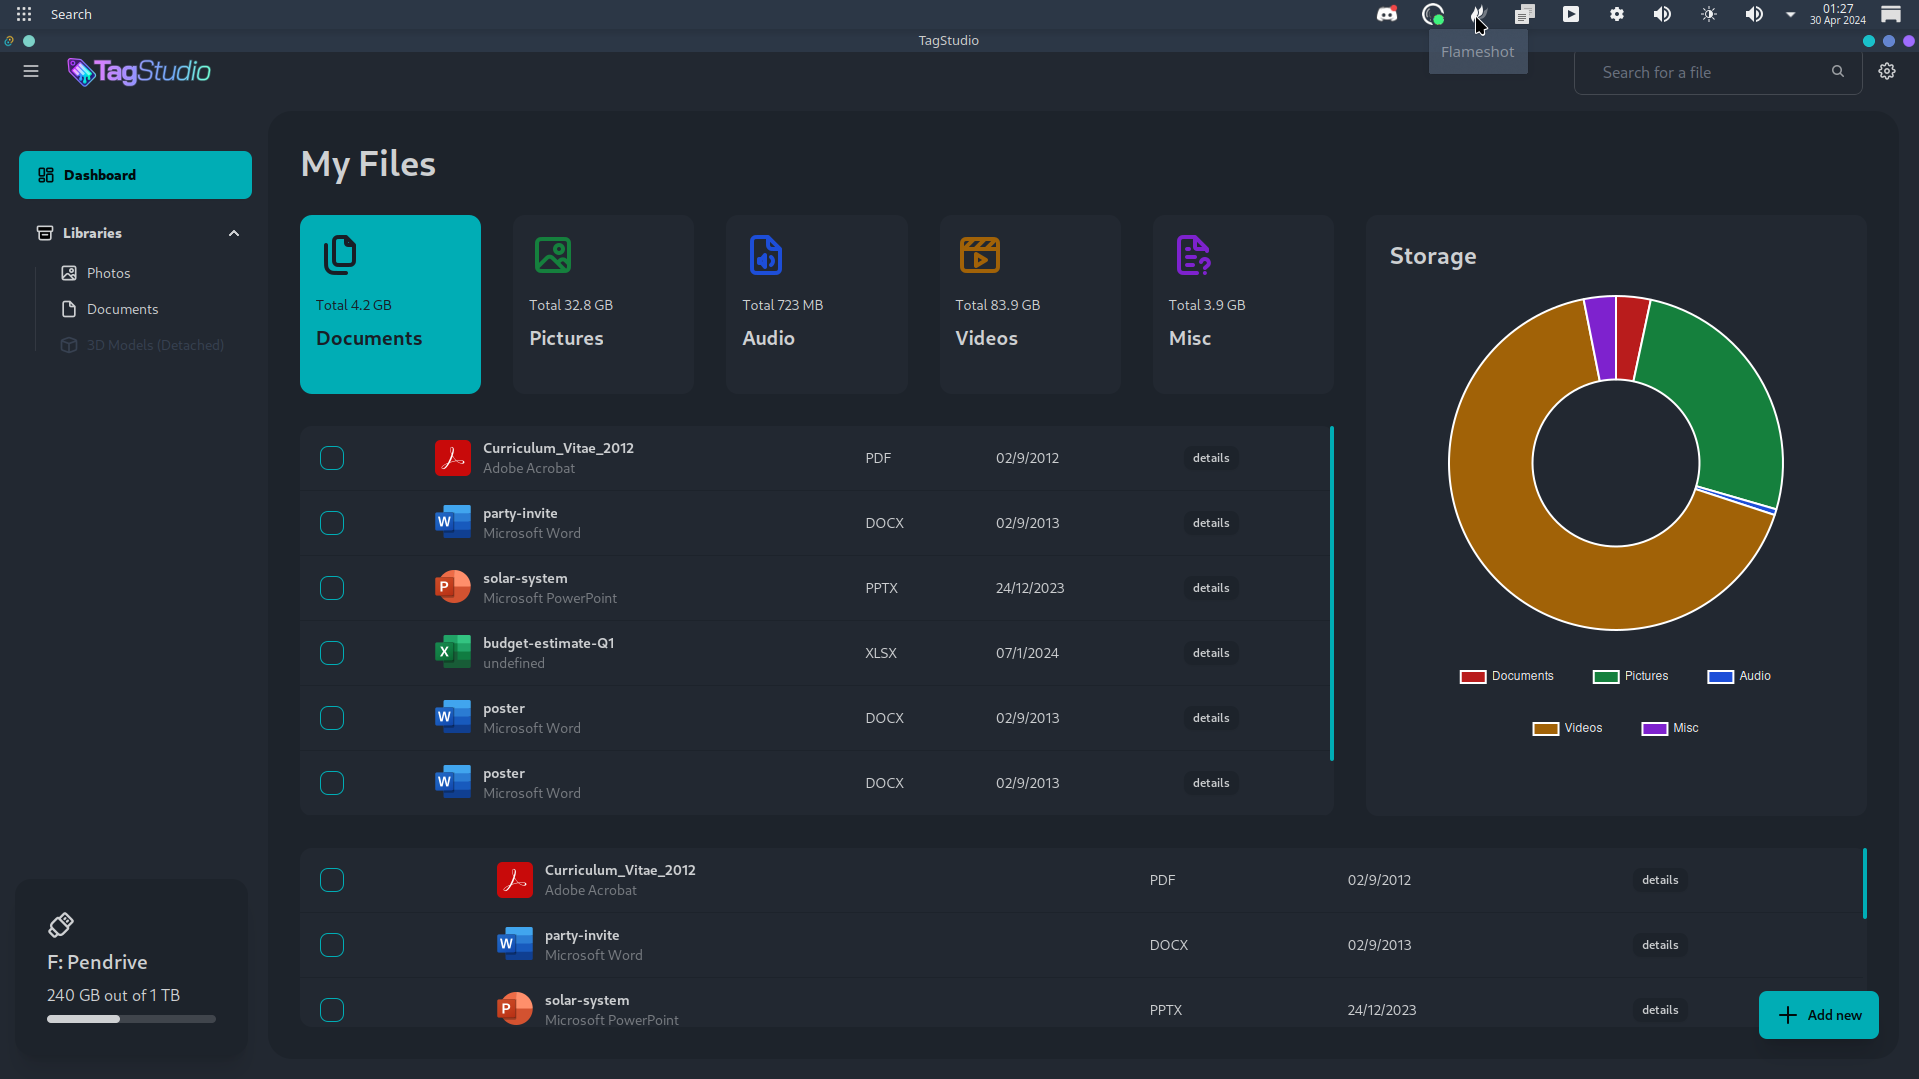 Search
01:27
30 Apr 2024
TagStudio
Flameshot
TagStudio
Search for a file
Dashboard
Libraries
Photos
Documents
3D Models (Detached)
My Files
Total 4.2 GB
Documents
Total 32.8 GB
Pictures
Total 723 MB
Audio
Total 83.9 GB
Videos
Total 3.9 GB
Misc
Storage
Documents
Pictures
Audio
Videos
Misc
Curriculum_Vitae_2012
Adobe Acrobat
PDF
02/9/2012
details
party-invite
Microsoft Word
DOCX
02/9/2013
details
solar-system
Microsoft PowerPoint
PPTX
24/12/2023
details
budget-estimate-Q1
undefined
XLSX
07/1/2024
details
poster
Microsoft Word
DOCX
02/9/2013
details
poster
Microsoft Word
DOCX
02/9/2013
details
Curriculum_Vitae_2012
Adobe Acrobat
PDF
02/9/2012
details
party-invite
Microsoft Word
DOCX
02/9/2013
details
solar-system
Microsoft PowerPoint
PPTX
24/12/2023
details
F: Pendrive
240 GB out of 1 TB
Add new